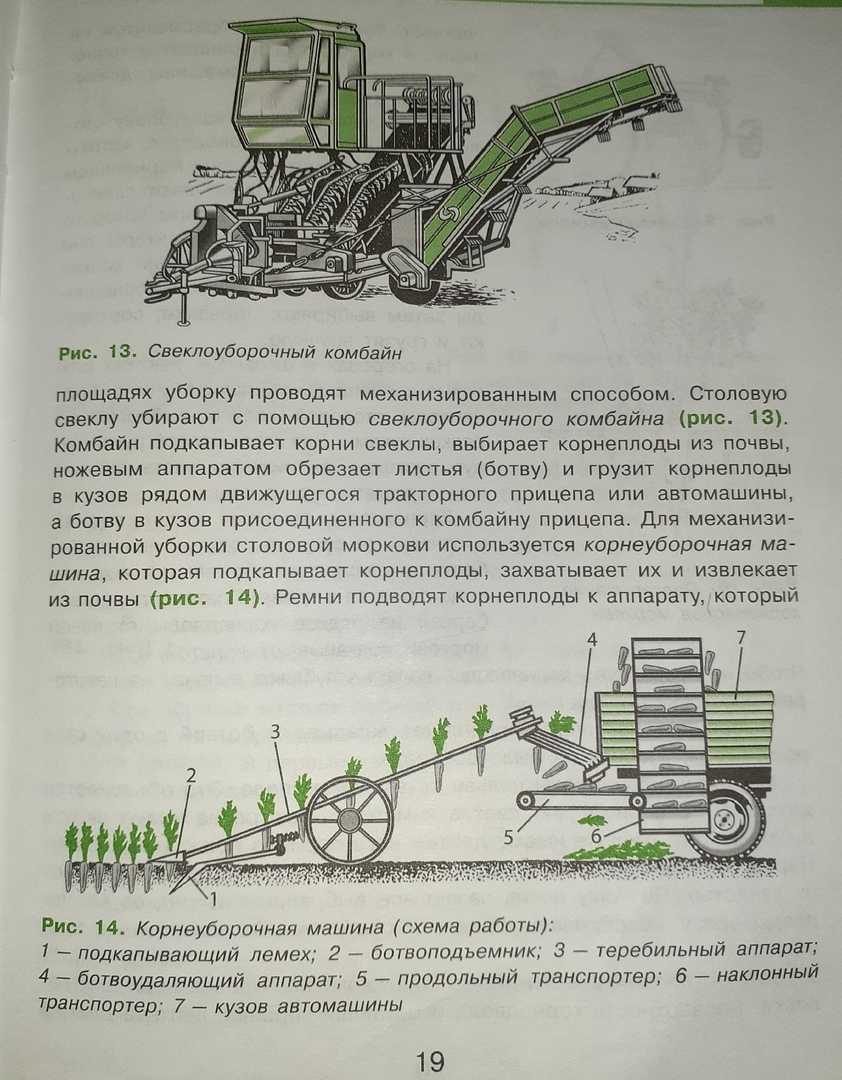 Рис. 13. Свеклоуборочный комбайн
площадях уборку проводят механизированным способом. Столовую
свеклу убирают с помощью свеклоуборочного комбайна (рис. 13).
Комбайн подкапывает корни свеклы, выбирает корнеплоды из почвы,
ножевым аппаратом обрезает листья (ботву) и грузит корнеплоды
в кузов рядом движущегося тракторного прицепа или автомашины,
а ботву в кузов присоединенного к комбайну прицепа. Для механизи-
рованной уборки столовой моркови используется корнеуборочная ма-
шина, которая подкапывает корнеплоды, захватывает их и извлекает
из почвы (рис. 14). Ремни подводят корнеплоды к аппарату, который
4
7
3
2
5
6
1
Рис. 14. Корнеуборочная машина (схема работы):
1 — подкапывающий лемех; 2 — ботвоподъемник; 3 — теребильный аппарат;
4 — ботвоудаляющий аппарат; 5 — продольный транспортер; 6 — наклонный
транспортер; 7 — кузов автомашины
19